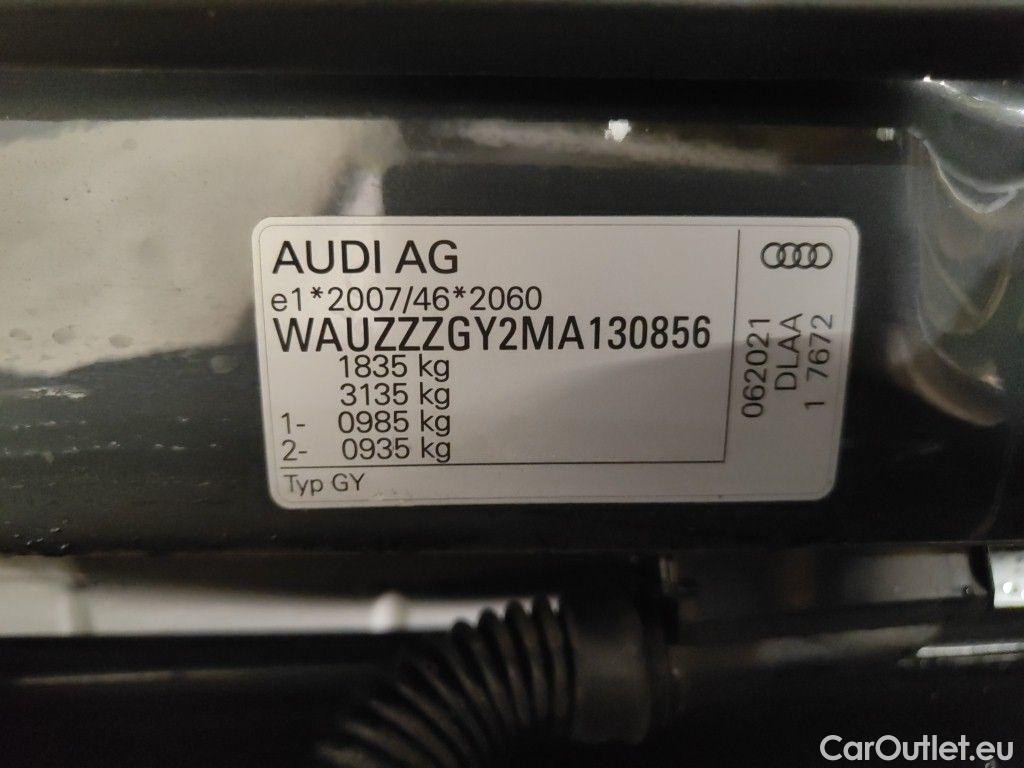 AUDI AG
e1*2007/46*2060
WAUZZZGY2MA130856
1835 kg
3135 kg
1- 0985 kg
2- 0935 kg
Typ GY
062021
DLAA
1 7672
CarOutlet.eu